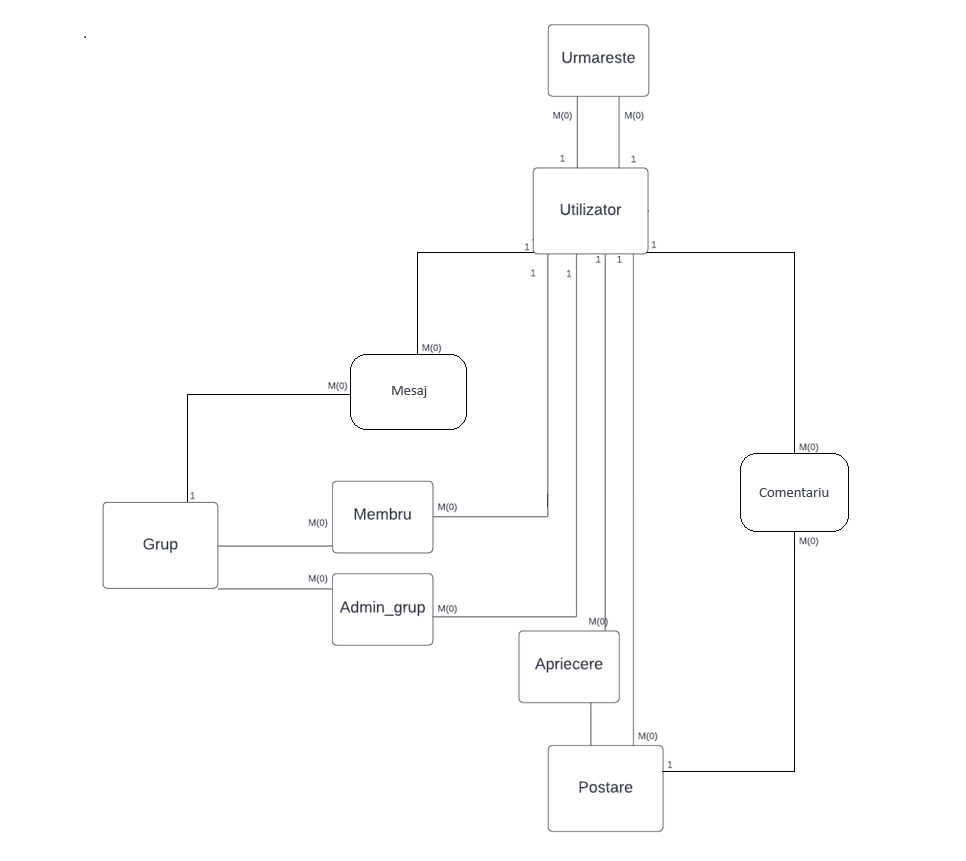 .
Urmareste
M(0)
M(0)
1
1
Utilizator
1
1
1
1
1
1
M(0)
M(0)
Mesaj
M(0)
Comentariu
M(0)
1
Grup
M(0)
Membru
M(0)
M(0)
Admin_grup
M(0)
M(0)
Apriecere
M(0)
1
Postare